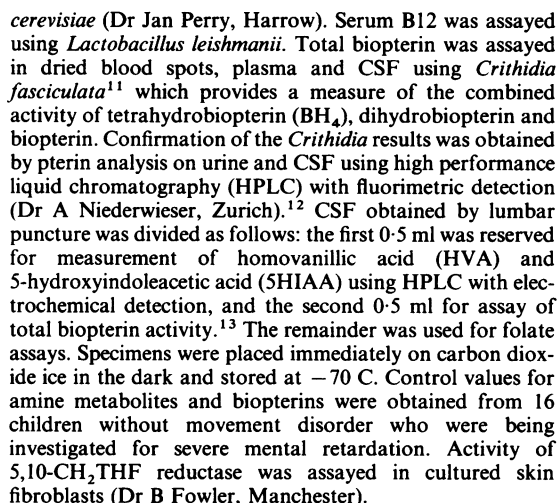 cerevisiae (Dr Jan Perry, Harrow). Serum B12 was assayed
using Lactobacillus leishmanii. Total biopterin was assayed
in dried blood spots, plasma and CSF using Crithidia
fasciculata¹¹ which provides a measure of the combined
activity of tetrahydrobiopterin (BH₄), dihydrobiopterin and
biopterin. Confirmation of the Crithidia results was obtained
by pterin analysis on urine and CSF using high performance
liquid chromatography (HPLC) with fluorimetric detection
(Dr A Niederwieser, Zurich).¹² CSF obtained by lumbar
puncture was divided as follows: the first 0·5 ml was reserved
for measurement of homovanillic acid (HVA) and
5-hydroxyindoleacetic acid (5HIAA) using HPLC with elec-
trochemical detection, and the second 0·5 ml for assay of
total biopterin activity.¹³ The remainder was used for folate
assays. Specimens were placed immediately on carbon diox-
ide ice in the dark and stored at −70 C. Control values for
amine metabolites and biopterins were obtained from 16
children without movement disorder who were being
investigated for severe mental retardation. Activity of
5,10-CH₂THF reductase was assayed in cultured skin
fibroblasts (Dr B Fowler, Manchester).